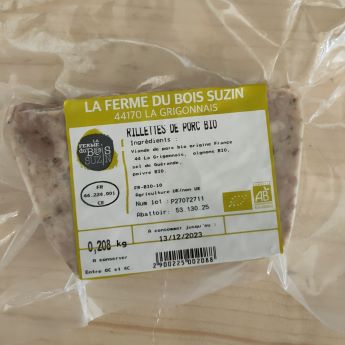 LA FERME DU BOIS SUZIN
44170 LA GRIGONNAIS
LA FERME
du BOIS
SUZIN
RILLETTES DE PORC BIO
Ingrédients :
Viande de porc bio origine France
44 La Grigonnais, oignons BIO,
sel de Guérande,
poivre BIO.
FR
44.224.001
CE
FR-BIO-10
Agriculture UE/non UE
Num lot : P27072711
Abattoir: 53 130.25
AB
0,208 kg
A consommer jusqu'au :
13/12/2023
A conserver
Entre 0C et 4C.
2900225002088